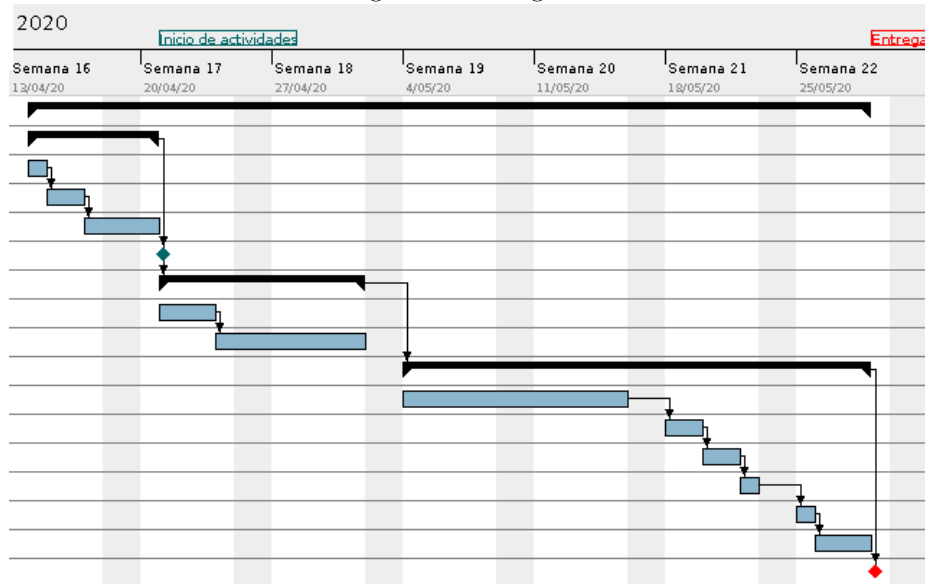 2020
Inicio de actividades Entrega
Semana 16 Semana 17 Semana 18 Semana 19 Semana 20 Semana 21 Semana 22
13/04/20 20/04/20 27/04/20 4/05/20 11/05/20 18/05/20 25/05/20